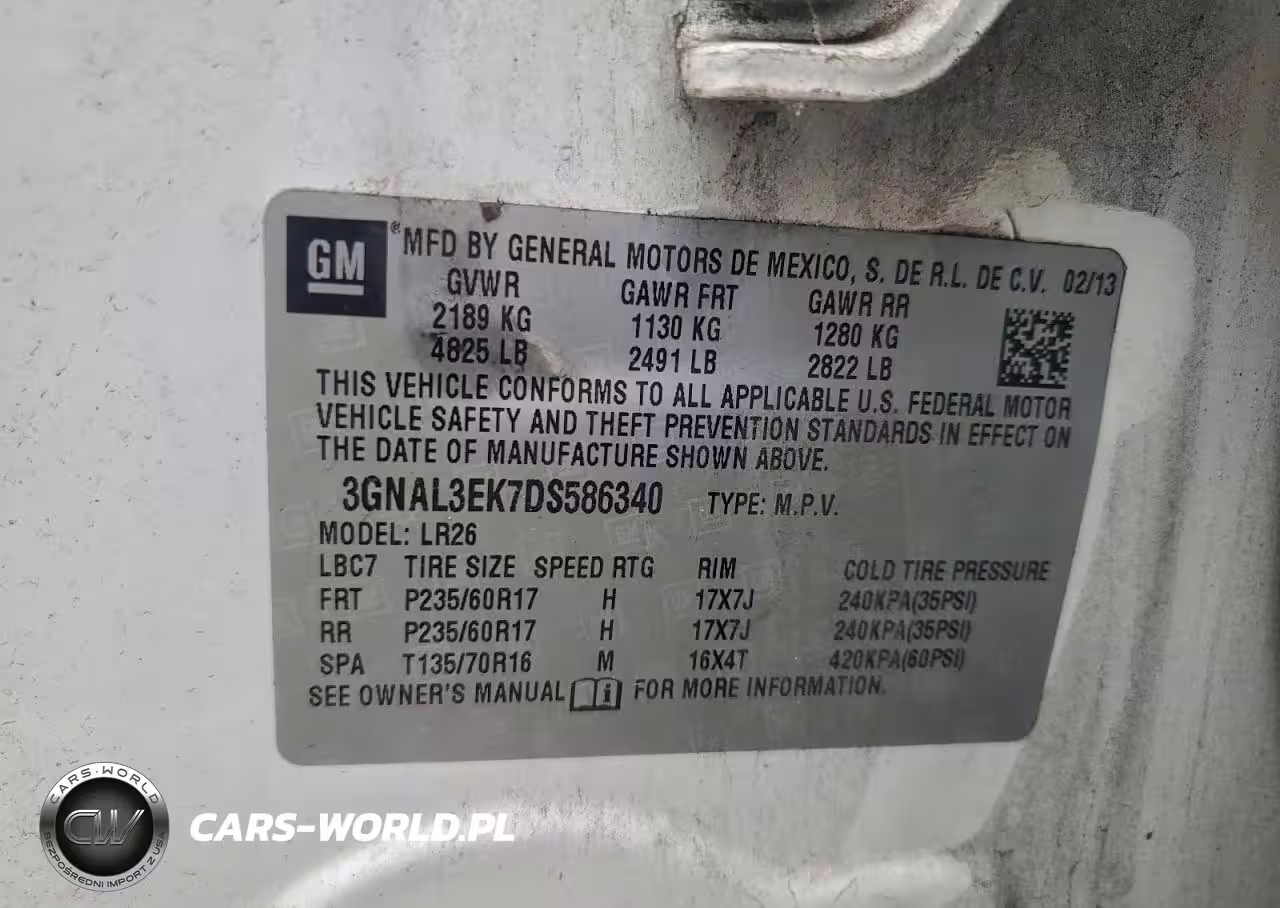 GM ® MFD BY GENERAL MOTORS DE MEXICO, S. DE R.L. DE C.V. 02/13
GVWR GAWR FRT GAWR RR
2189 KG 1130 KG 1280 KG
4825 LB 2491 LB 2822 LB
THIS VEHICLE CONFORMS TO ALL APPLICABLE U.S. FEDERAL MOTOR
VEHICLE SAFETY AND THEFT PREVENTION STANDARDS IN EFFECT ON
THE DATE OF MANUFACTURE SHOWN ABOVE.
3GNAL3EK7DS586340 TYPE: M.P.V.
MODEL: LR26
LBC7 TIRE SIZE SPEED RTG RIM COLD TIRE PRESSURE
FRT P235/60R17 H 17X7J 240KPA(35PSI)
RR P235/60R17 H 17X7J 240KPA(35PSI)
SPA T135/70R16 M 16X4T 420KPA(60PSI)
SEE OWNER'S MANUAL i FOR MORE INFORMATION.
CARS-WORLD
CW
BEZPOŚREDNI IMPORT Z USA
CARS-WORLD.PL